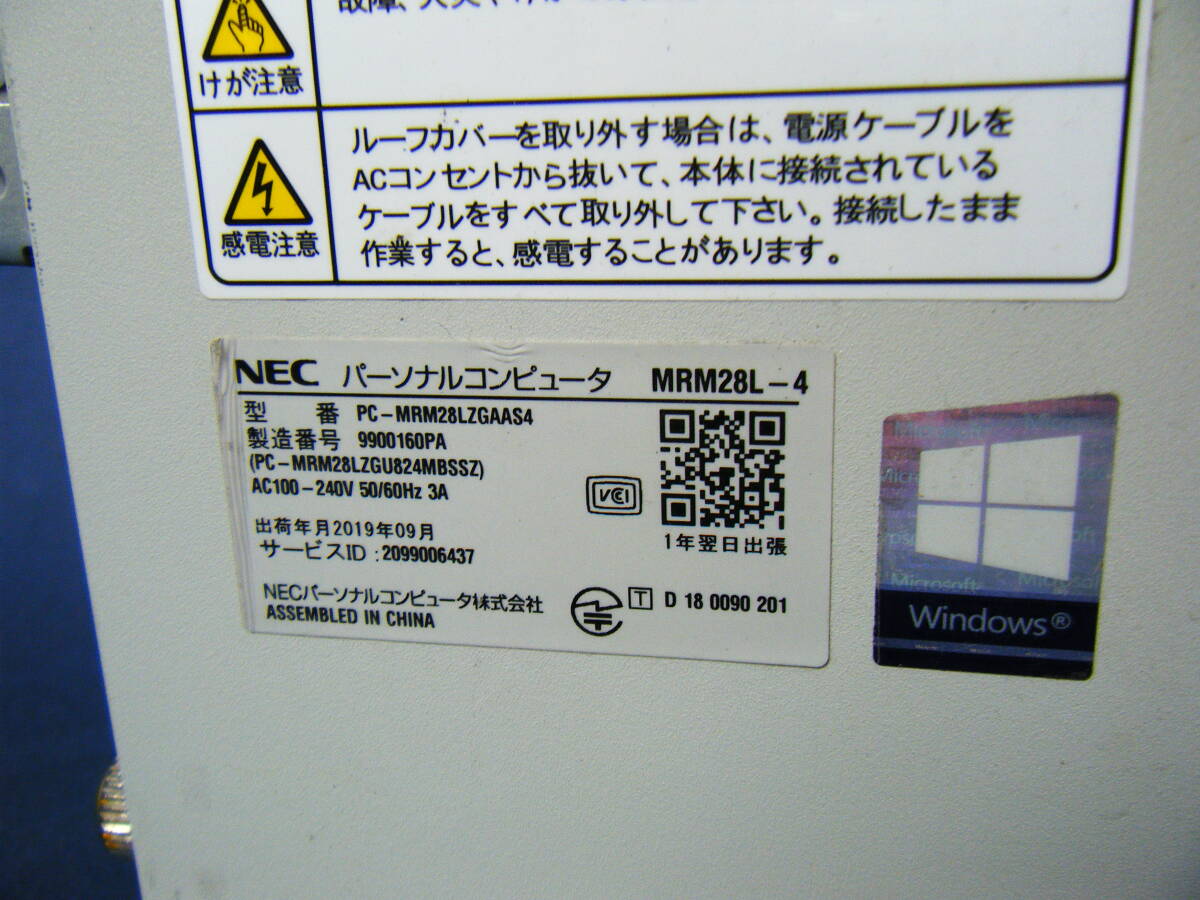 けが注意
感電注意
ルーフカバーを取り外す場合は、電源ケーブルを
ACコンセントから抜いて、本体に接続されている
ケーブルをすべて取り外して下さい。接続したまま
作業すると、感電することがあります。
NEC パーソナルコンピュータ MRM28L-4
型 番 PC-MRM28LZGAAS4
製造番号 9900160PA
(PC-MRM28LZGU824MBSSZ)
AC100-240V 50/60Hz 3A
VCI
出荷年月2019年09月
サービスID : 2099006437
1年翌日出張
NECパーソナルコンピュータ株式会社
ASSEMBLED IN CHINA
T D 18 0090 201
Microsoft
Microsoft
Windows®